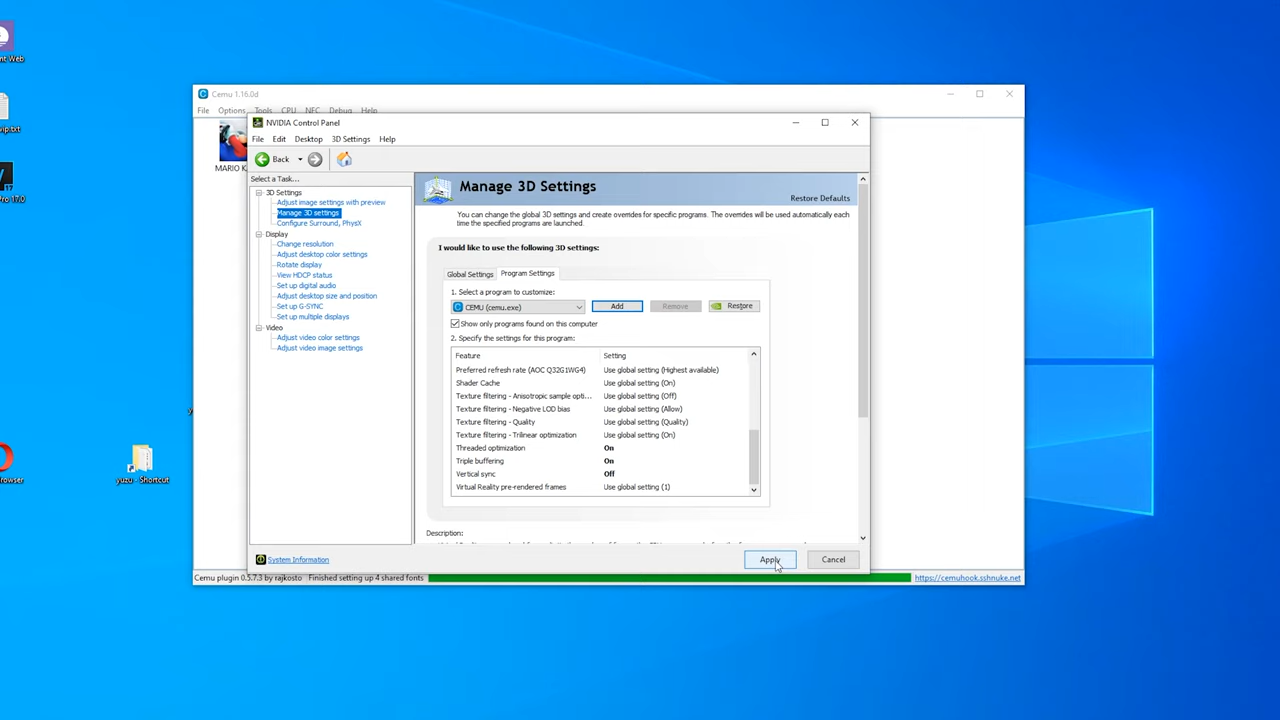 nt Web
Cemu 1.16.0d
File Options Tools CPU NFC Debug Help
vip.txt
NVIDIA Control Panel
MARIO K
File Edit Desktop 3D Settings Help
Back
Select a Task...
3D Settings
Adjust image settings with preview
Manage 3D settings
Configure Surround, PhysX
Display
Change resolution
Adjust desktop color settings
Rotate display
View HDCP status
Set up digital audio
Adjust desktop size and position
Set up G-SYNC
Set up multiple displays
Video
Adjust video color settings
Adjust video image settings
System Information
Manage 3D Settings
Restore Defaults
You can change the global 3D settings and create overrides for specific programs. The overrides will be used automatically each
time the specified programs are launched.
I would like to use the following 3D settings:
Global Settings Program Settings
1. Select a program to customize:
CEMU (cemu.exe) Add Remove Restore
Show only programs found on this computer
2. Specify the settings for this program:
Feature Setting
Preferred refresh rate (AOC Q32G1WG4) Use global setting (Highest available)
Shader Cache Use global setting (On)
Texture filtering - Anisotropic sample opti... Use global setting (Off)
Texture filtering - Negative LOD bias Use global setting (Allow)
Texture filtering - Quality Use global setting (Quality)
Texture filtering - Trilinear optimization Use global setting (On)
Threaded optimization On
Triple buffering On
Vertical sync Off
Virtual Reality pre-rendered frames Use global setting (1)
Description:
Apply Cancel
Pro 17.0
rowser
yuzu - Shortcut
Cemu plugin 0.5.7.3 by rajkosto Finished setting up 4 shared fonts https://cemuhook.sshnuke.net